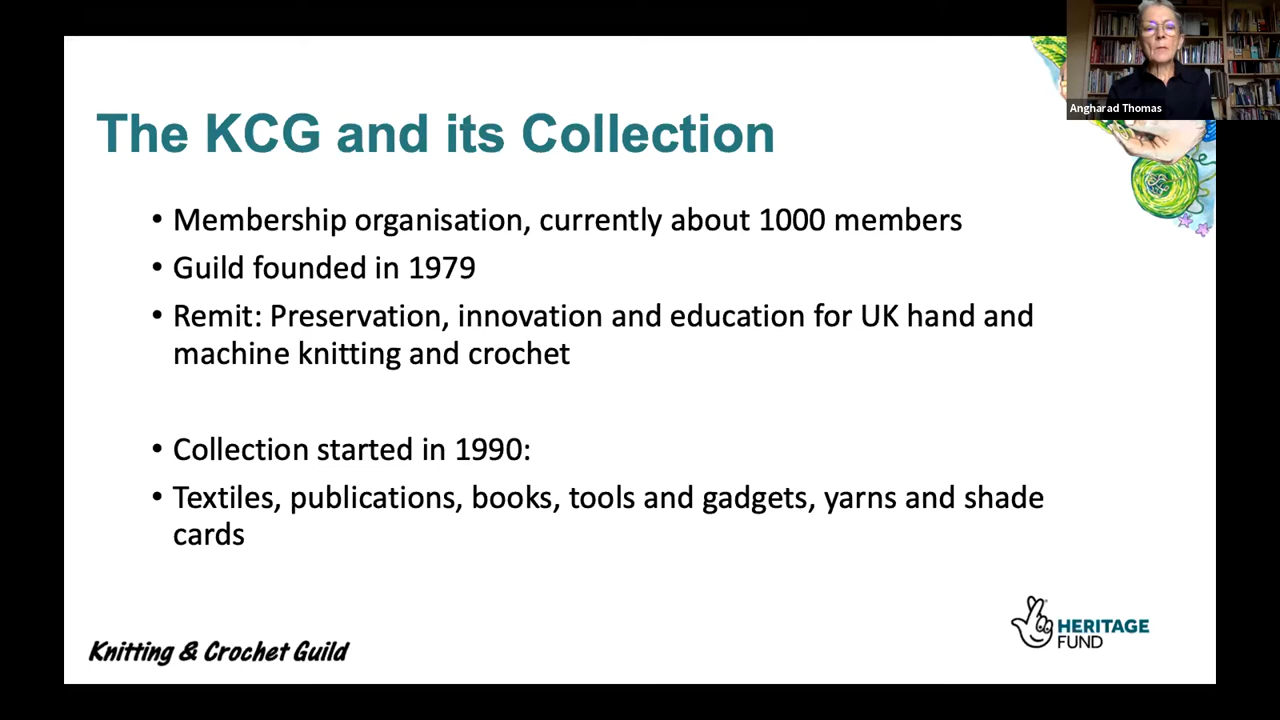 Angharad Thomas
The KCG and its Collection
• Membership organisation, currently about 1000 members
• Guild founded in 1979
• Remit: Preservation, innovation and education for UK hand and
machine knitting and crochet
• Collection started in 1990:
• Textiles, publications, books, tools and gadgets, yarns and shade
cards
Knitting & Crochet Guild
HERITAGE
FUND